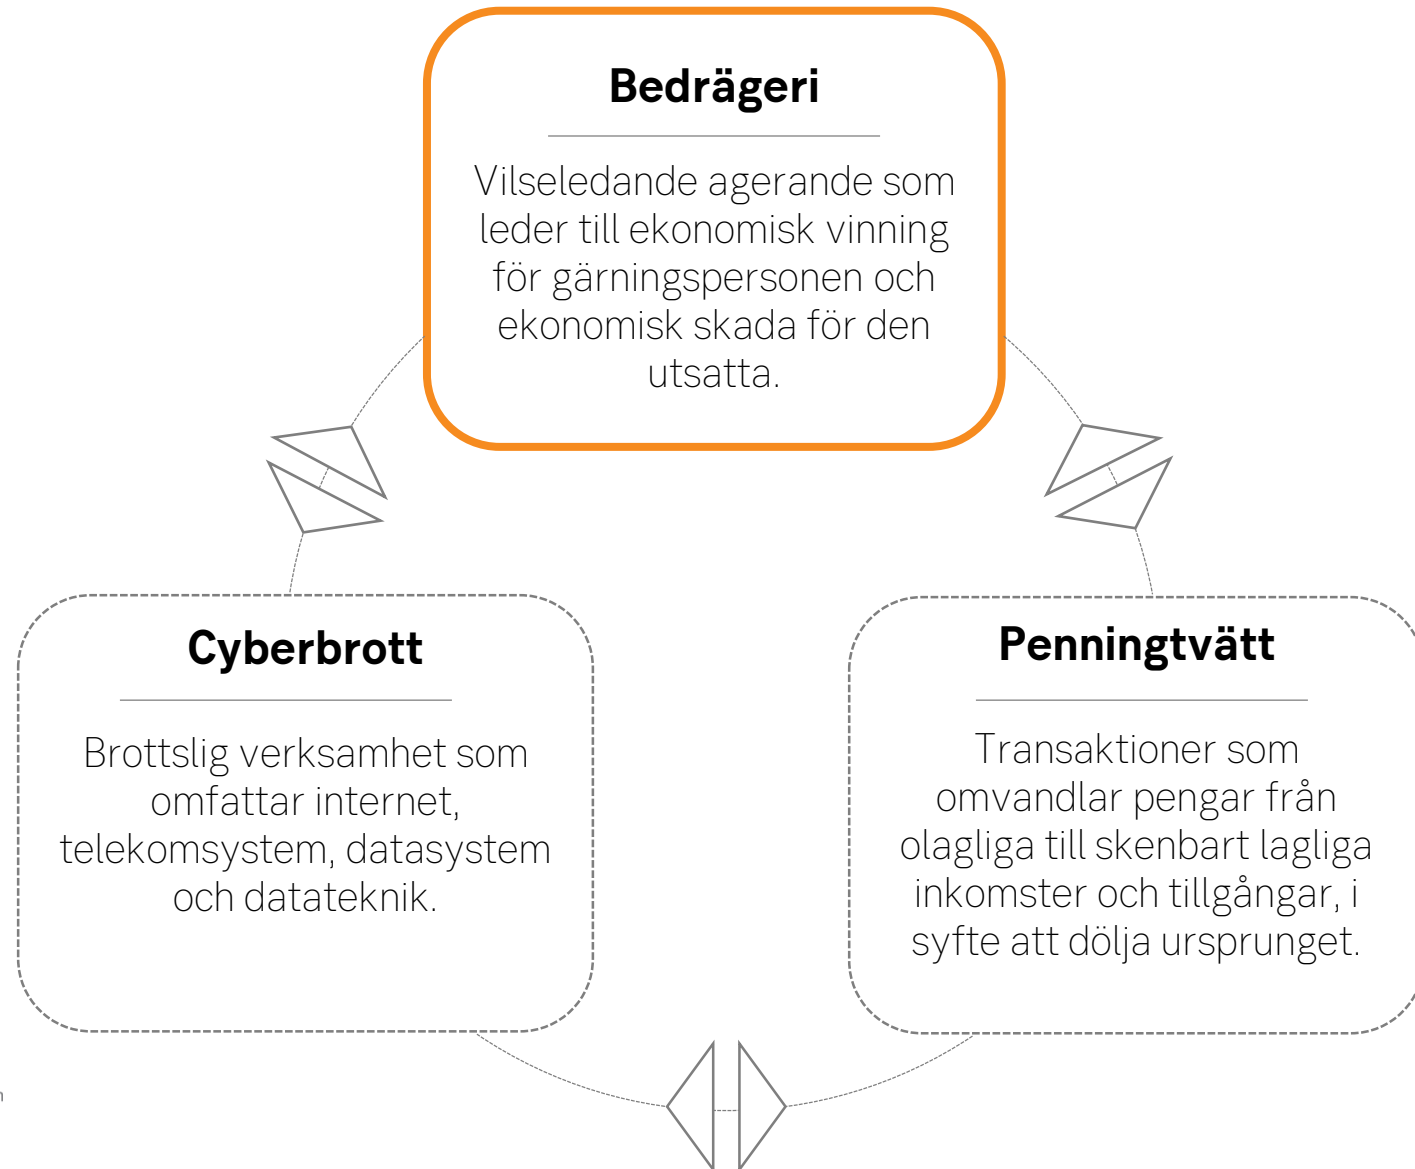 Bedrägeri
Vilseledande agerande som
leder till ekonomisk vinning
för gärningspersonen och
ekonomisk skada för den
utsatta.
Cyberbrott
Brottslig verksamhet som
omfattar internet,
telekomsystem, datasystem
och datateknik.
Penningtvätt
Transaktioner som
omvandlar pengar från
olagliga till skenbart lagliga
inkomster och tillgångar, i
syfte att dölja ursprunget.